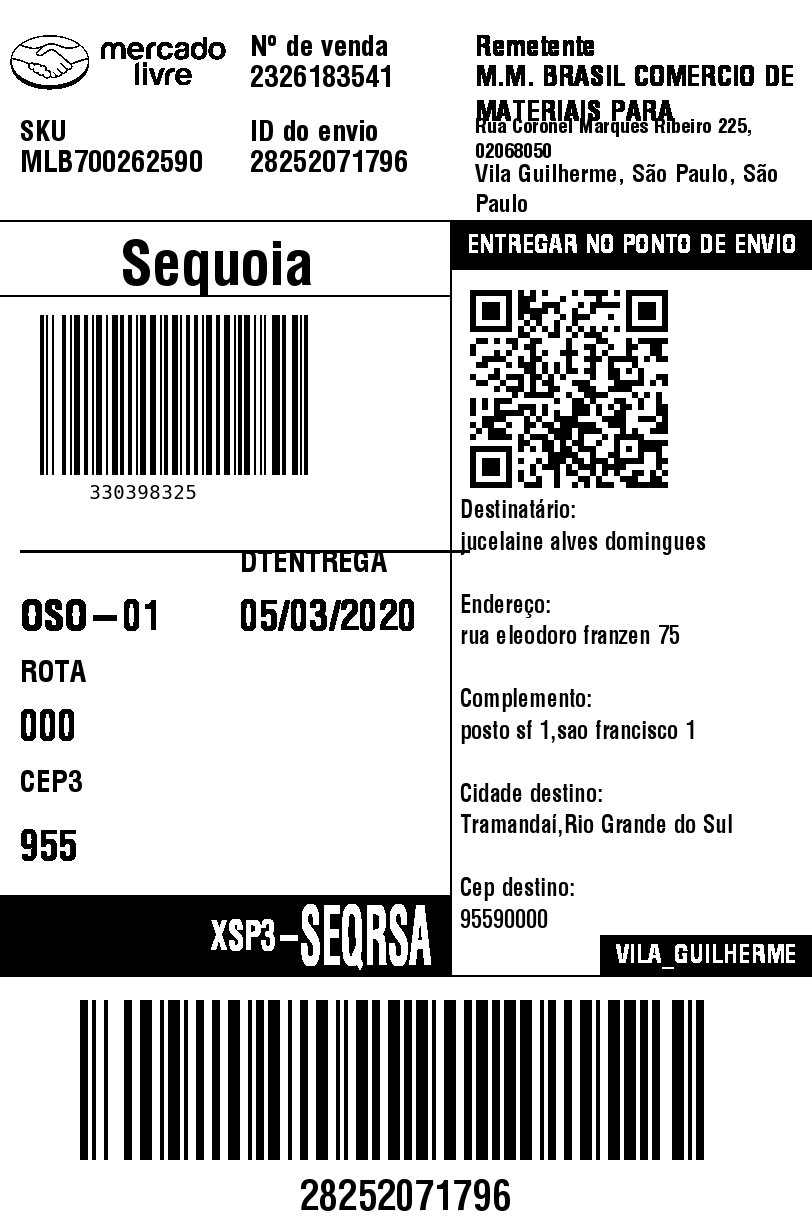 mercado
livre
Nº de venda
2326183541
SKU
MLB700262590
ID do envio
28252071796
Remetente
M.M. BRASIL COMERCIO DE
MATERIAIS PARA
Rua Coronel Marques Ribeiro 225,
02068050
Vila Guilherme, São Paulo, São
Paulo
Sequoia
330398325
DTENTREGA
OSO-01 05/03/2020
ROTA
000
CEP3
955
XSP3-SEQRSA
ENTREGAR NO PONTO DE ENVIO
Destinatário:
jucelaine alves domingues
Endereço:
rua eleodoro franzen 75
Complemento:
posto sf 1,sao francisco 1
Cidade destino:
Tramandaí,Rio Grande do Sul
Cep destino:
95590000
VILA_GUILHERME
28252071796